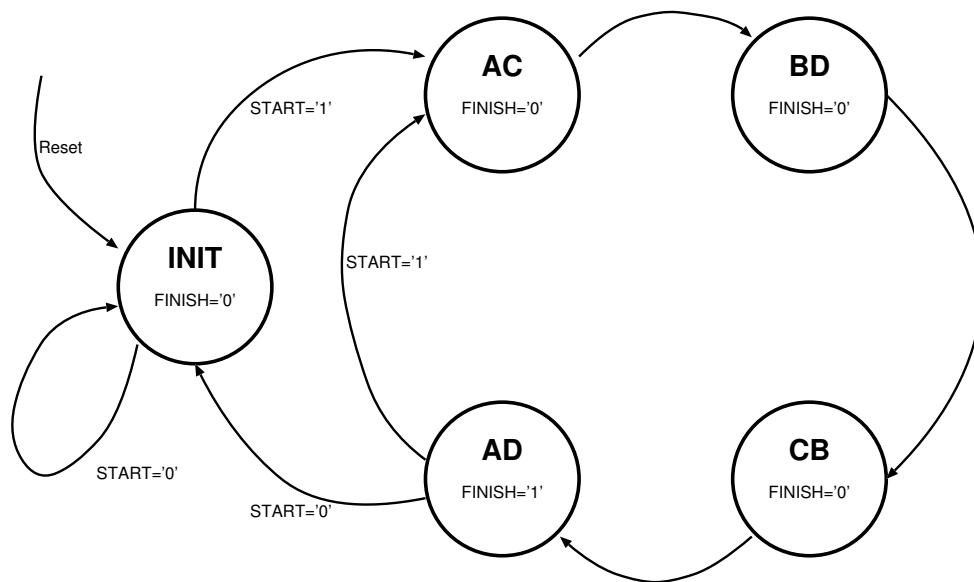 AC
FINISH='0'
BD
FINISH='0'
START='1'
Reset
INIT
FINISH='0'
START='1'
AD
FINISH='1'
CB
FINISH='0'
START='0'
START='0'